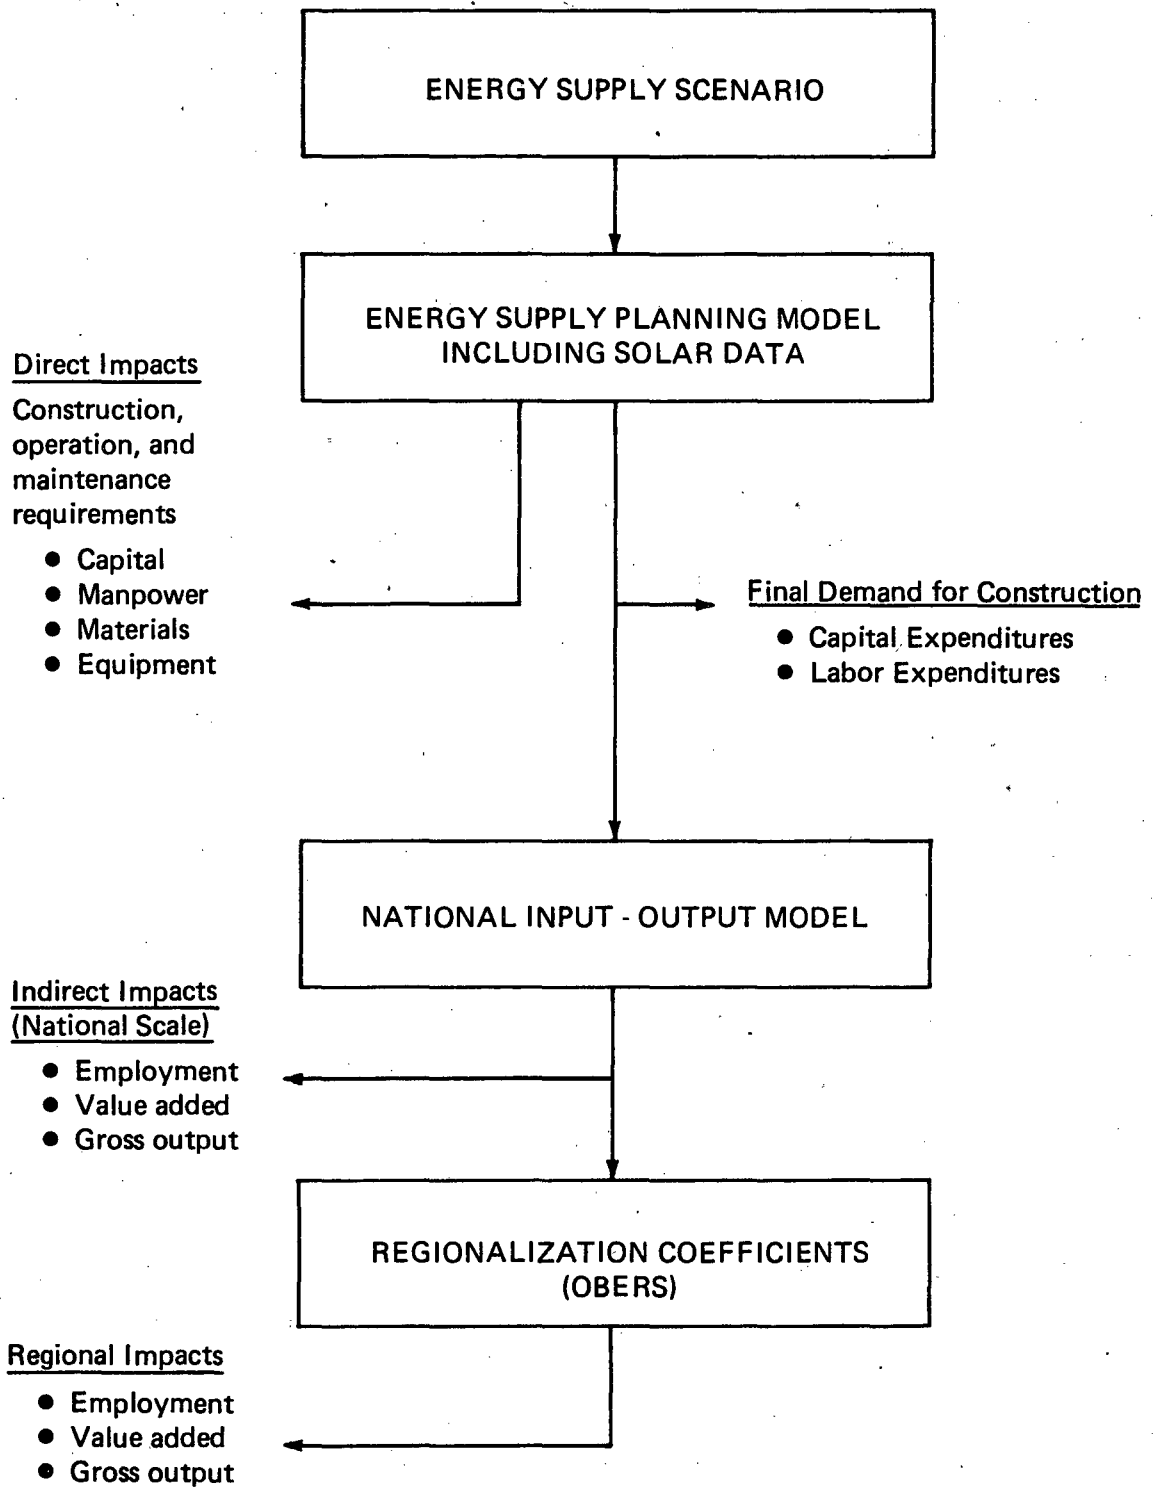 ENERGY SUPPLY SCENARIO
ENERGY SUPPLY PLANNING MODEL
INCLUDING SOLAR DATA
Direct Impacts
Construction,
operation, and
maintenance
requirements
● Capital
● Manpower
● Materials
● Equipment
Final Demand for Construction
● Capital Expenditures
● Labor Expenditures
NATIONAL INPUT - OUTPUT MODEL
Indirect Impacts
(National Scale)
● Employment
● Value added
● Gross output
REGIONALIZATION COEFFICIENTS
(OBERS)
Regional Impacts
● Employment
● Value added
● Gross output